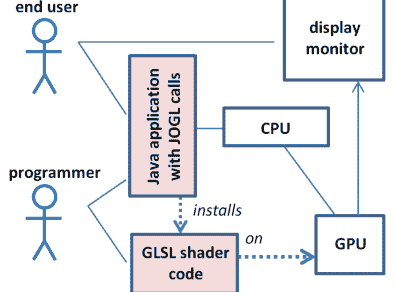 end user
display
monitor
Java application
with JOGL calls
CPU
programmer
installs
GLSL shader
code
on
GPU